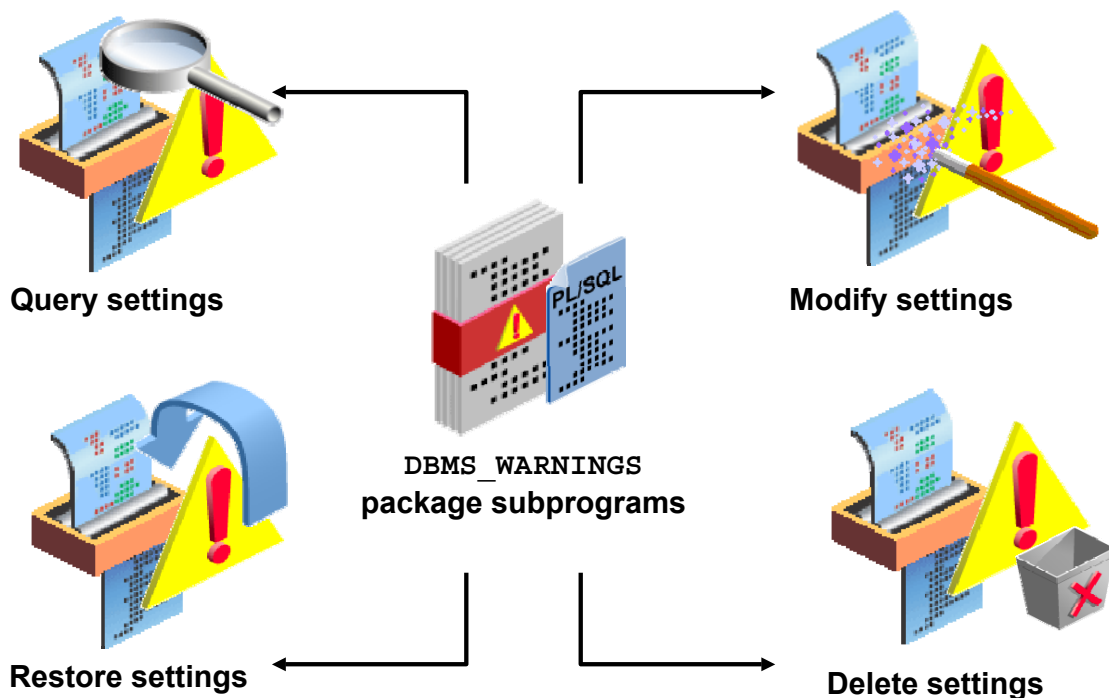 Query settings
Modify settings
PL/SQL
DBMS_WARNINGS
package subprograms
Restore settings
Delete settings